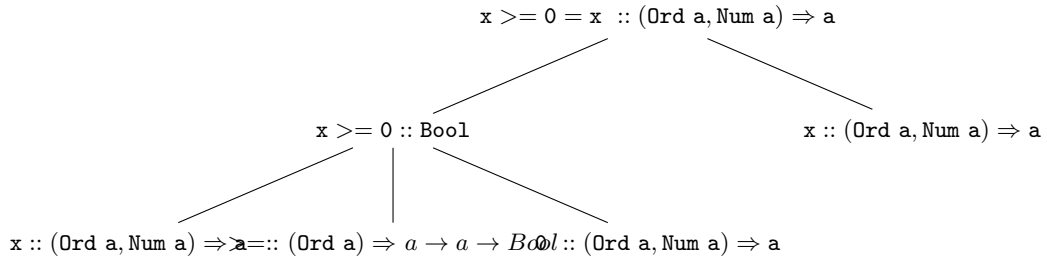 x >= 0 = x :: (Ord a, Num a) ⇒ a
x >= 0 :: Bool
x :: (Ord a, Num a) ⇒ a
x :: (Ord a, Num a) ⇒ a
>=:: (Ord a) ⇒ a → a → Bool
0 :: (Ord a, Num a) ⇒ a